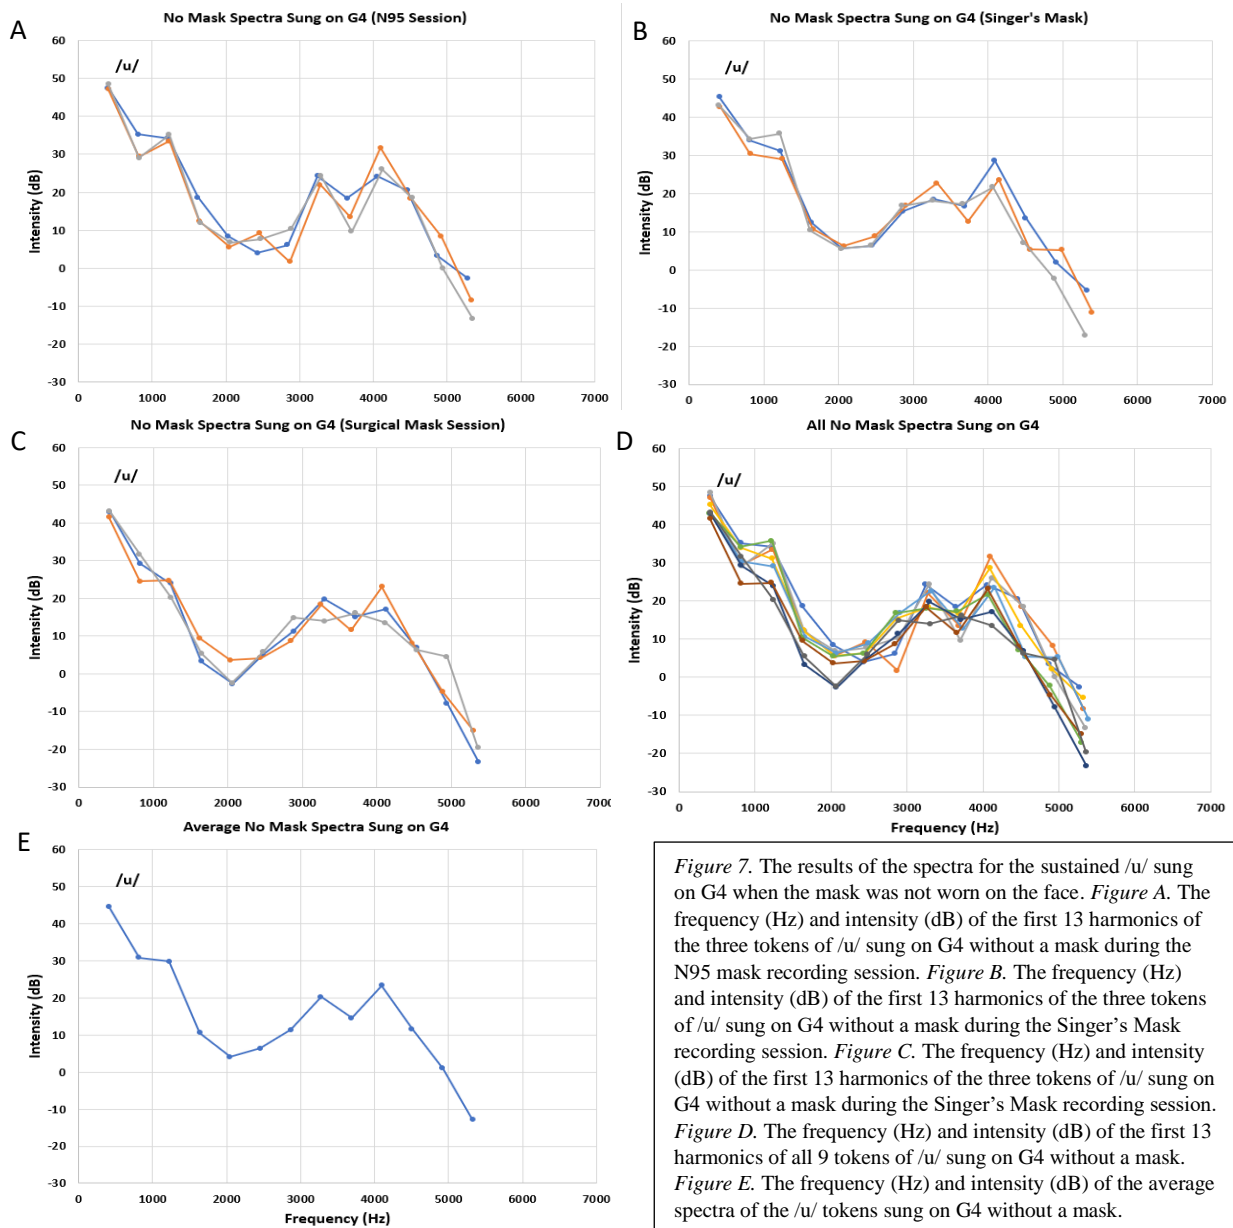 A
No Mask Spectra Sung on G4 (N95 Session)
/u/
Intensity (dB)
60
50
40
30
20
10
0
-10
-20
-30
0 1000 2000 3000 4000 5000 6000 7000
B
No Mask Spectra Sung on G4 (Singer's Mask)
/u/
Intensity (dB)
60
50
40
30
20
10
0
-10
-20
-30
0 1000 2000 3000 4000 5000 6000 7000
C
No Mask Spectra Sung on G4 (Surgical Mask Session)
/u/
Intensity (dB)
60
50
40
30
20
10
0
-10
-20
-30
0 1000 2000 3000 4000 5000 6000 7000
D
All No Mask Spectra Sung on G4
/u/
Intensity (dB)
60
50
40
30
20
10
0
-10
-20
-30
0 1000 2000 3000 4000 5000 6000 7000
Frequency (Hz)
E
Average No Mask Spectra Sung on G4
/u/
Intensity (dB)
60
50
40
30
20
10
0
-10
-20
-30
0 1000 2000 3000 4000 5000 6000 7000
Frequency (Hz)
Figure 7. The results of the spectra for the sustained /u/ sung
on G4 when the mask was not worn on the face. Figure A. The
frequency (Hz) and intensity (dB) of the first 13 harmonics of
the three tokens of /u/ sung on G4 without a mask during the
N95 mask recording session. Figure B. The frequency (Hz)
and intensity (dB) of the first 13 harmonics of the three tokens
of /u/ sung on G4 without a mask during the Singer’s Mask
recording session. Figure C. The frequency (Hz) and intensity
(dB) of the first 13 harmonics of the three tokens of /u/ sung on
G4 without a mask during the Singer’s Mask recording session.
Figure D. The frequency (Hz) and intensity (dB) of the first 13
harmonics of all 9 tokens of /u/ sung on G4 without a mask.
Figure E. The frequency (Hz) and intensity (dB) of the average
spectra of the /u/ tokens sung on G4 without a mask.